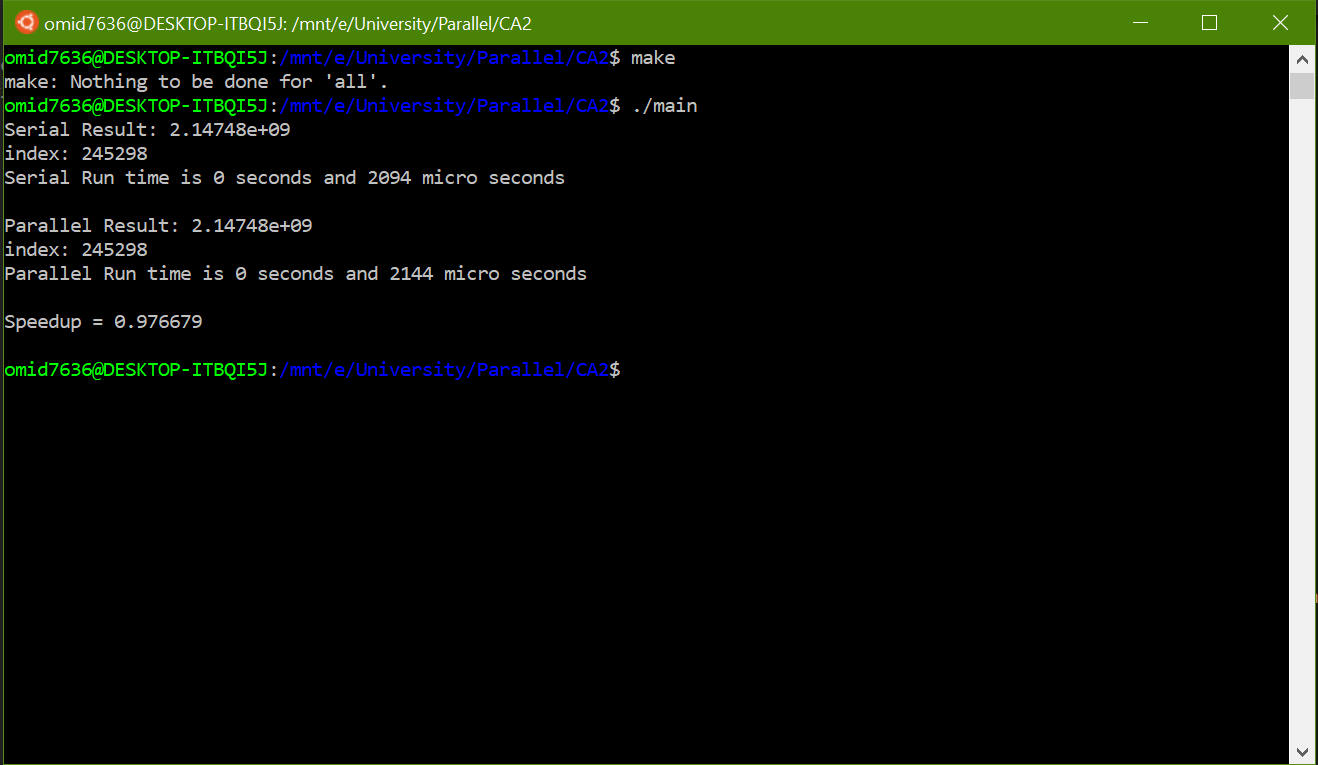 omid7636@DESKTOP-ITBQI5J: /mnt/e/University/Parallel/CA2
omid7636@DESKTOP-ITBQI5J:/mnt/e/University/Parallel/CA2$ make
make: Nothing to be done for 'all'.
omid7636@DESKTOP-ITBQI5J:/mnt/e/University/Parallel/CA2$ ./main
Serial Result: 2.14748e+09
index: 245298
Serial Run time is 0 seconds and 2094 micro seconds
Parallel Result: 2.14748e+09
index: 245298
Parallel Run time is 0 seconds and 2144 micro seconds
Speedup = 0.976679
omid7636@DESKTOP-ITBQI5J:/mnt/e/University/Parallel/CA2$